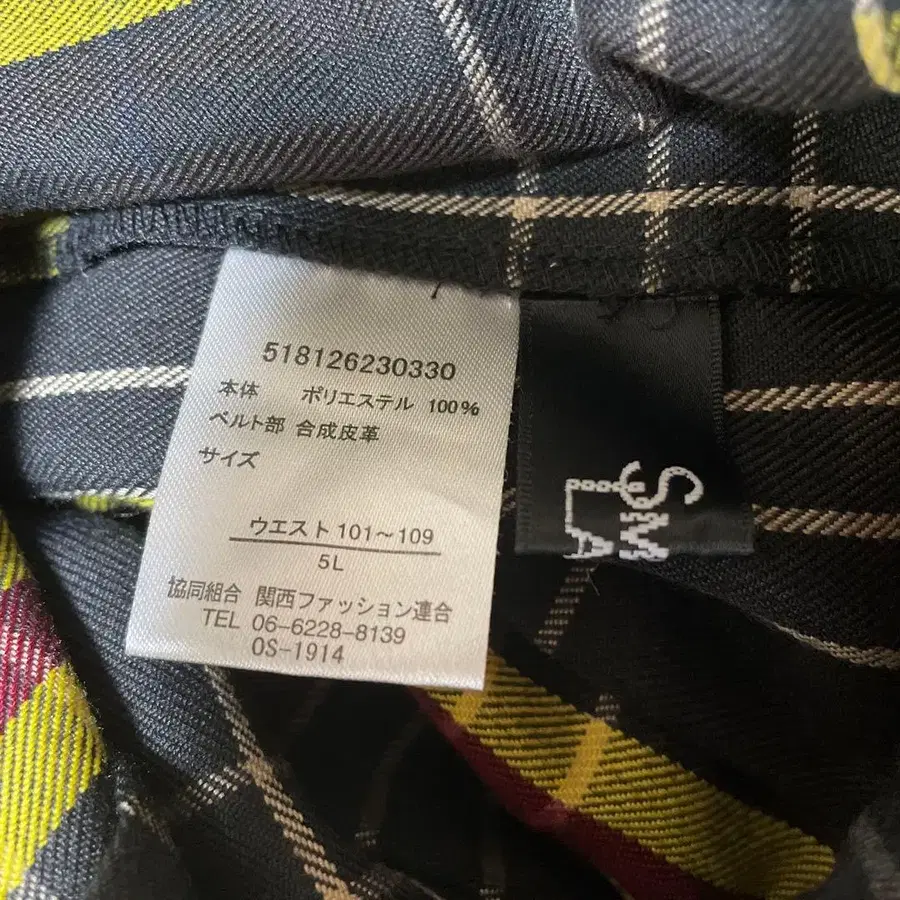 518126230330
本体 ポリエステル 100%
ベルト部 合成皮革
サイズ
ウエスト 101～109
5L
協同組合 関西ファッション連合
TEL 06-6228-8139
OS-1914